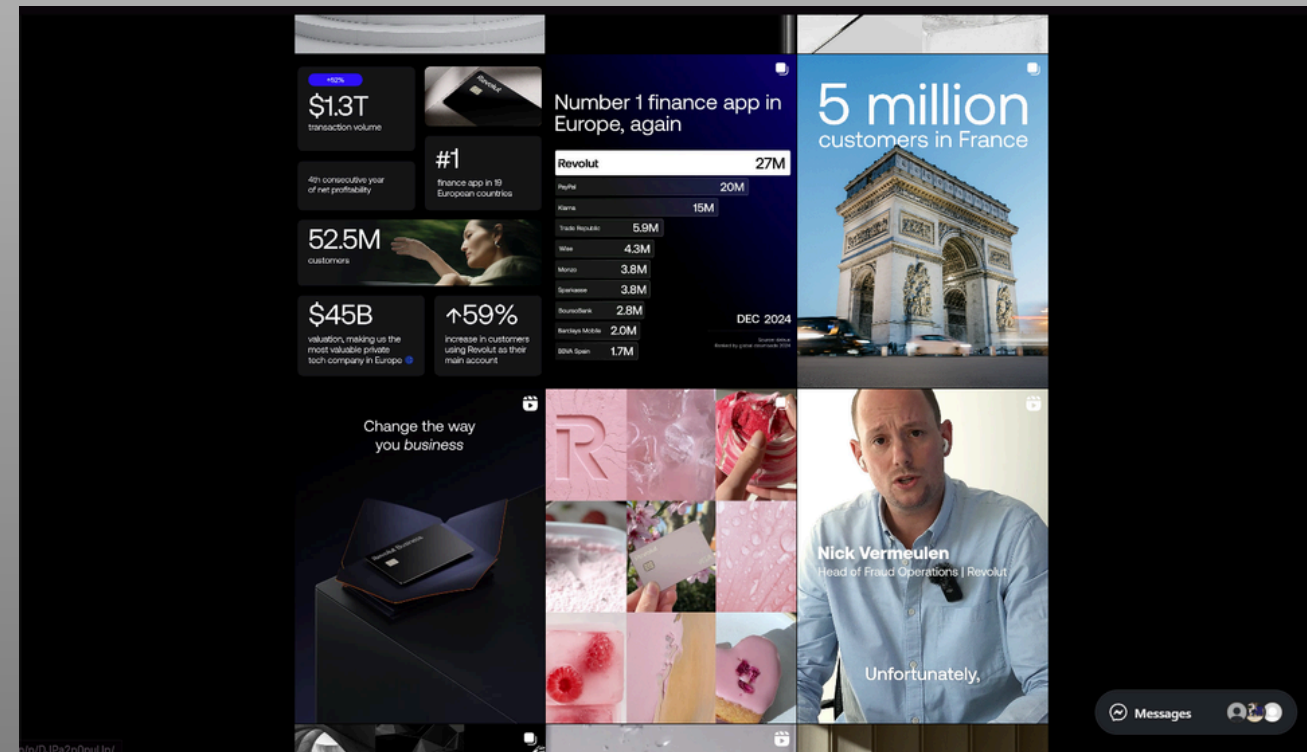 +52%
$1.3T
transaction volume
Revolut
4th consecutive year
of net profitability
#1
finance app in 19
European countries
52.5M
customers
$45B
valuation, making us the
most valuable private
tech company in Europe
↑59%
increase in customers
using Revolut as their
main account
Number 1 finance app in
Europe, again
Revolut 27M
PayPal 20M
Klarna 15M
Trade Republic 5.9M
Wise 4.3M
Monzo 3.8M
Sparkasse 3.8M
BoursoBank 2.8M
Barclays Mobile 2.0M
BBVA Spain 1.7M
DEC 2024
5 million
customers in France
Change the way
you business
Revolut Business
R
Revolut
Nick Vermeulen
Head of Fraud Operations | Revolut
Unfortunately,
Messages